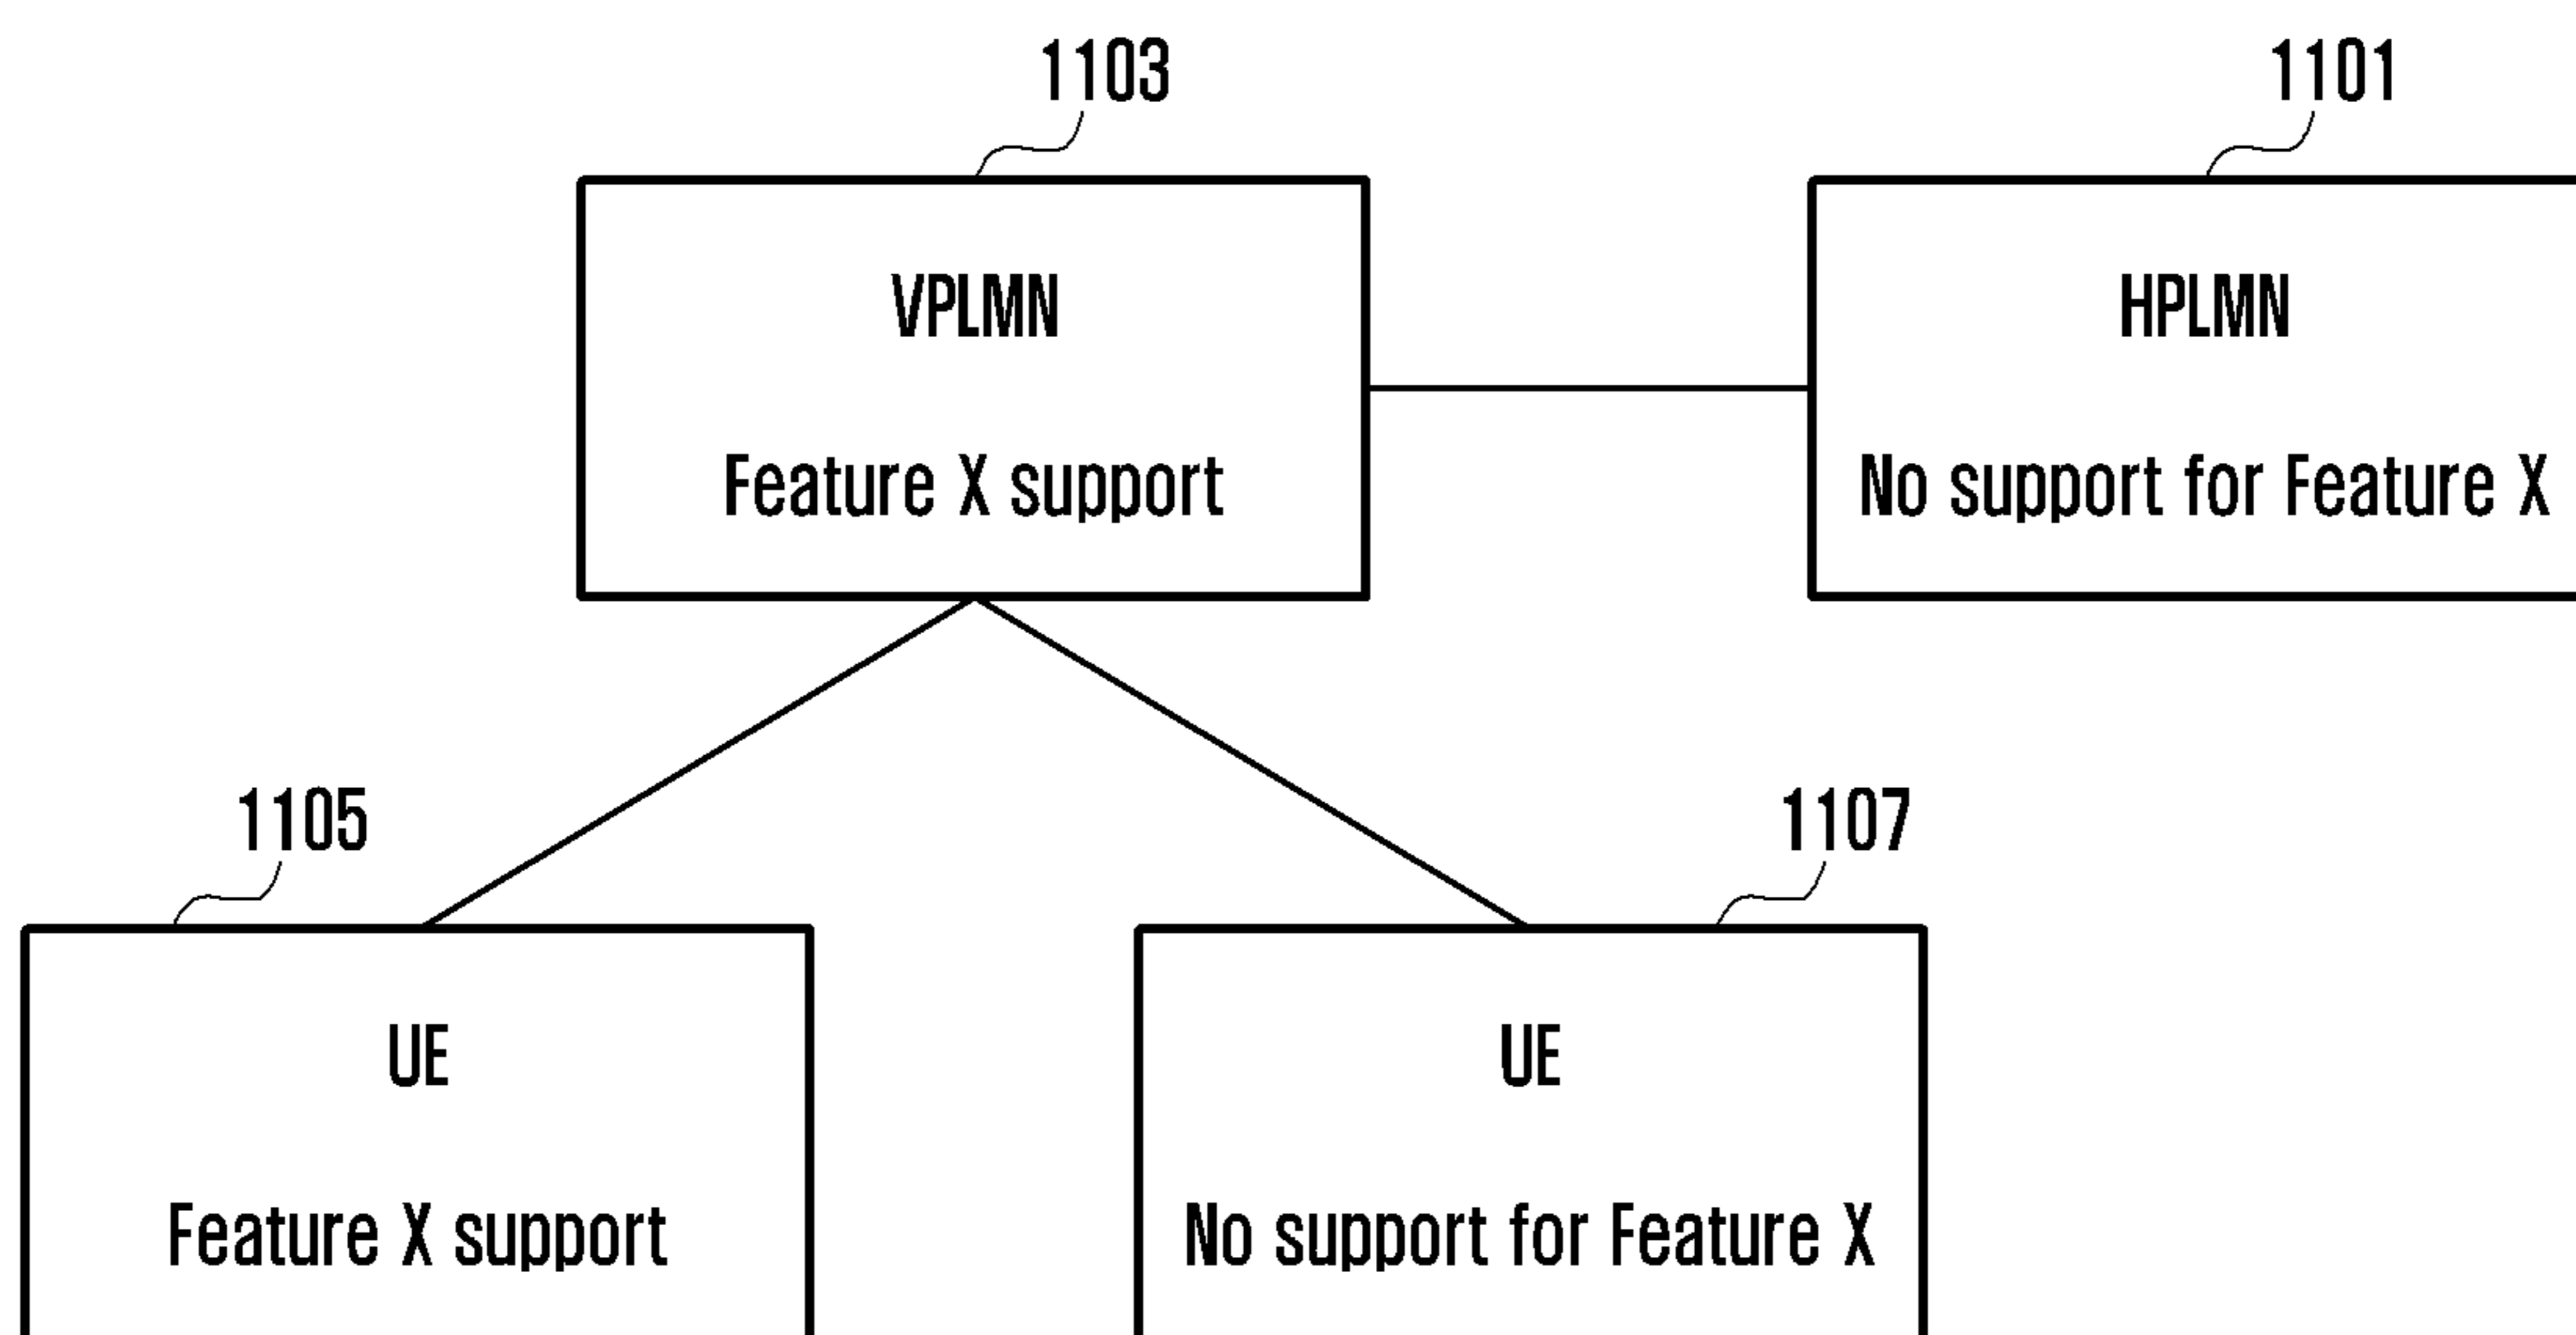 1103
1101
VPLMN
HPLMN
Feature X support
No support for Feature X
1105
1107
UE
UE
Feature X support
No support for Feature X